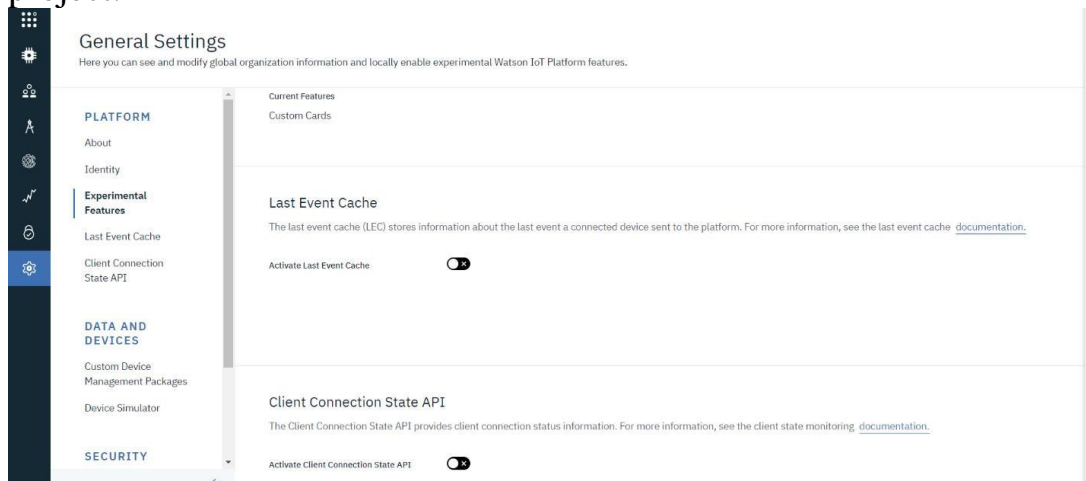 General Settings
Here you can see and modify global organization information and locally enable experimental Watson IoT Platform features.
PLATFORM
About
Identity
Experimental
Features
Last Event Cache
Client Connection
State API
DATA AND
DEVICES
Custom Device
Management Packages
Device Simulator
SECURITY
Current Features
Custom Cards
Last Event Cache
The last event cache (LEC) stores information about the last event a connected device sent to the platform. For more information, see the last event cache documentation.
Activate Last Event Cache
Client Connection State API
The Client Connection State API provides client connection status information. For more information, see the client state monitoring documentation.
Activate Client Connection State API